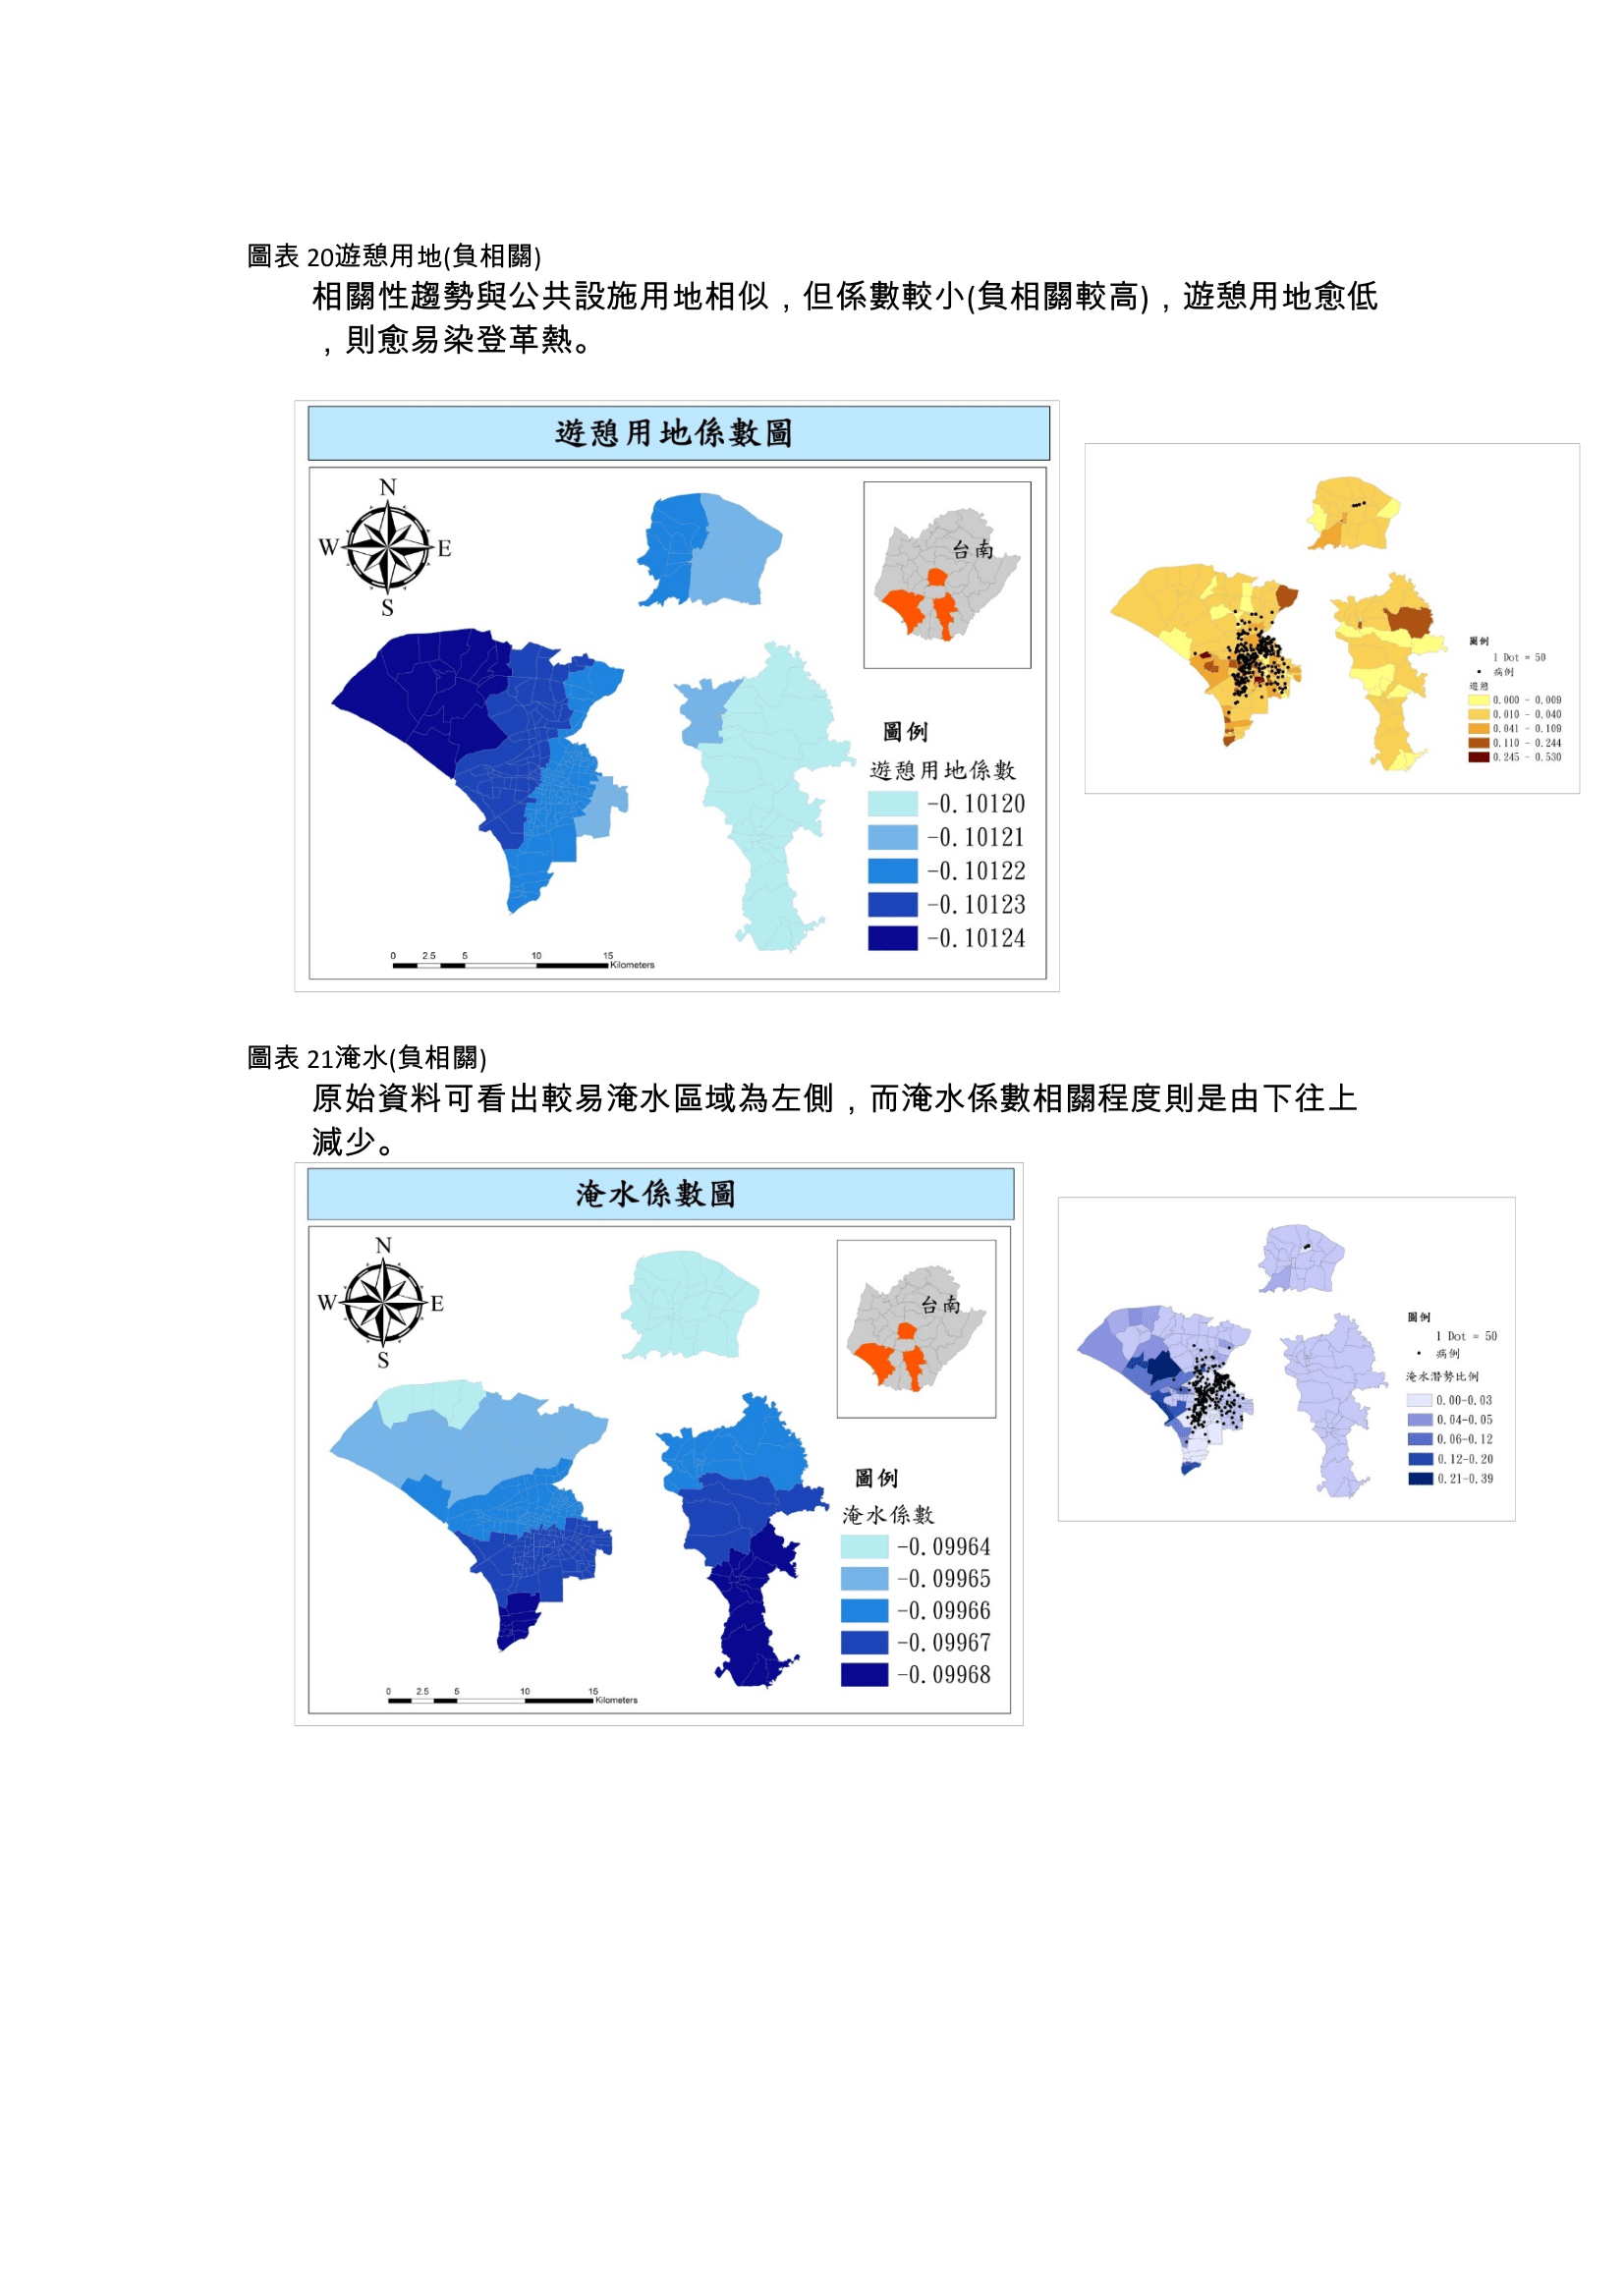 圖表 20遊憩用地(負相關)
相關性趨勢與公共設施用地相似，但係數較小(負相關較高)，遊憩用地愈低
，則愈易染登革熱。
遊憩用地係數圖
N
W
E
S
台南
圖例
遊憩用地係數
-0.10120
-0.10121
-0.10122
-0.10123
-0.10124
0 2.5 5 10 15
Kilometers
圖例
1 Dot = 50
病例
遊憩
0.000 - 0.009
0.010 - 0.040
0.041 - 0.109
0.110 - 0.244
0.245 - 0.530
圖表 21淹水(負相關)
原始資料可看出較易淹水區域為左側，而淹水係數相關程度則是由下往上
減少。
淹水係數圖
N
W
E
S
台南
圖例
淹水係數
-0.09964
-0.09965
-0.09966
-0.09967
-0.09968
0 2.5 5 10 15
Kilometers
圖例
1 Dot = 50
病例
淹水潛勢比例
0.00-0.03
0.04-0.05
0.06-0.12
0.12-0.20
0.21-0.39